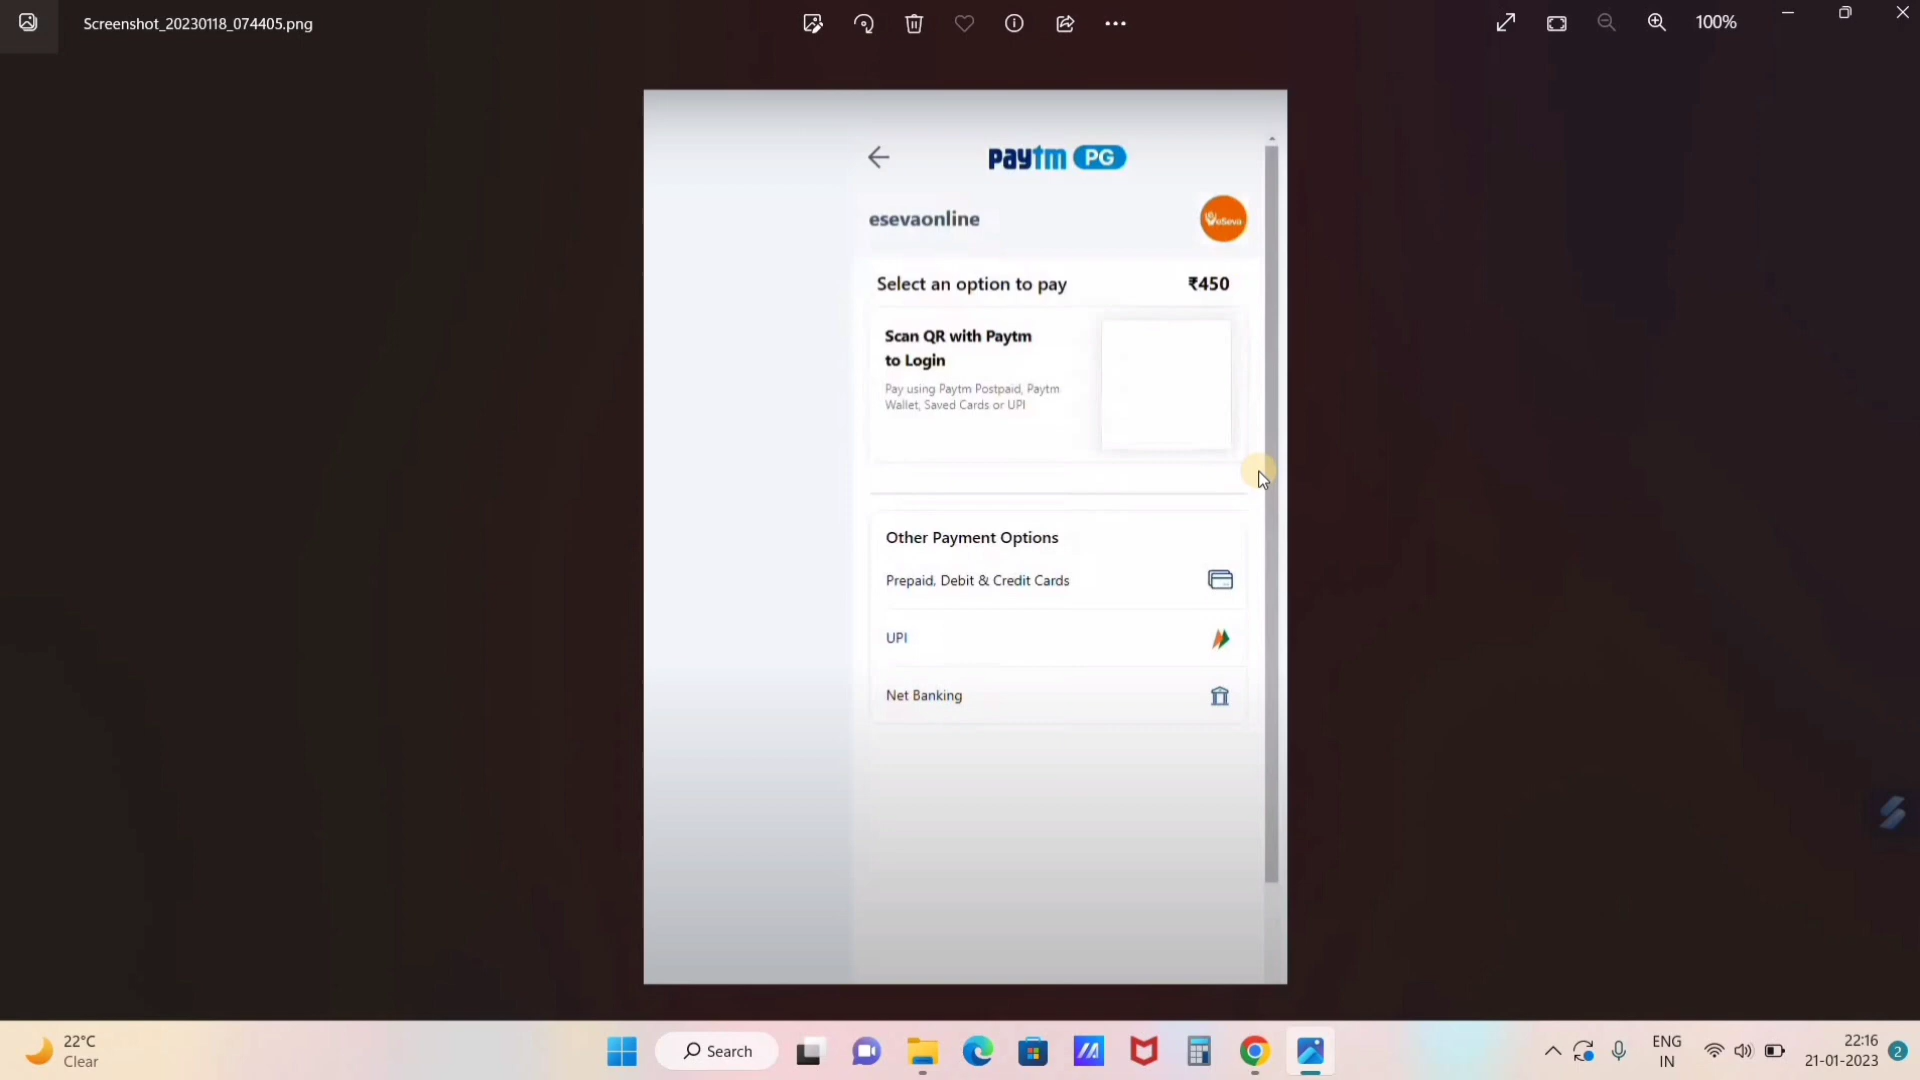 Screenshot_20230118_074405.png
100%
paytm PG
esevaonline
eSeva
Select an option to pay ₹450
Scan QR with Paytm
to Login
Pay using Paytm Postpaid, Paytm
Wallet, Saved Cards or UPI
Other Payment Options
Prepaid, Debit & Credit Cards
UPI
Net Banking
22°C
Clear
Search
ENG
IN
22:16
21-01-2023
2